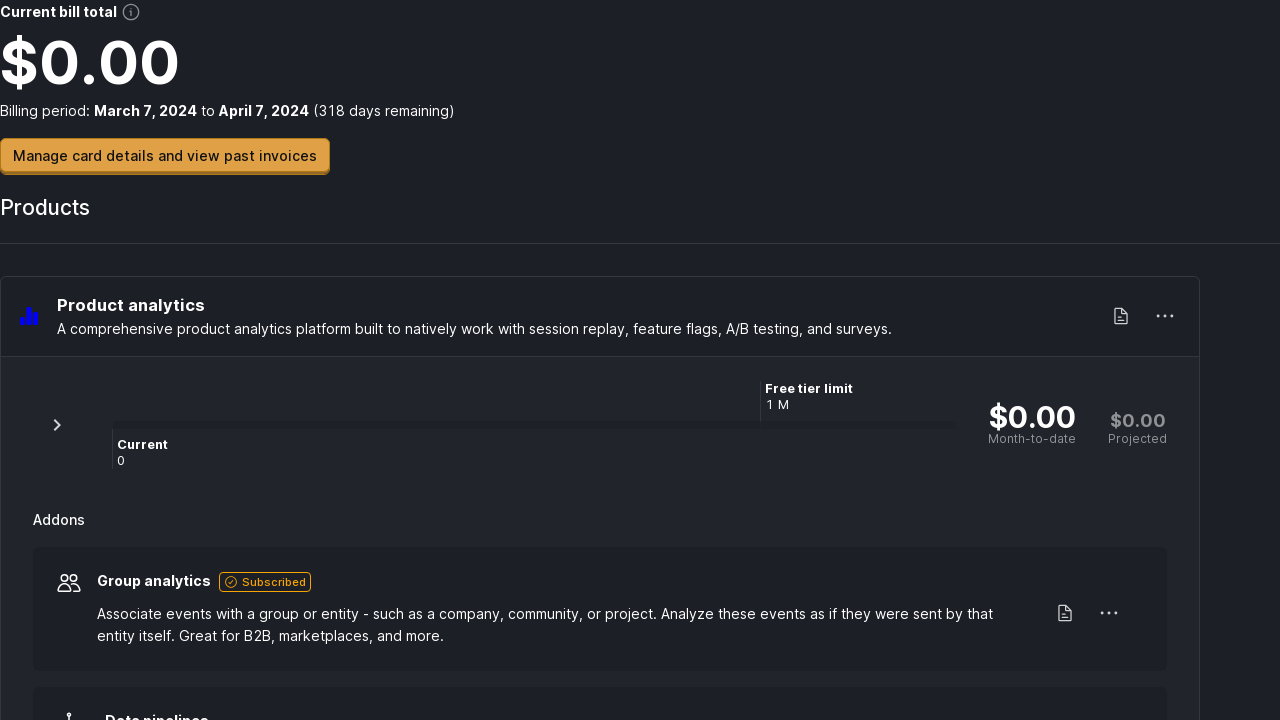 Current bill total
$0.00
Billing period: March 7, 2024 to April 7, 2024 (318 days remaining)
Manage card details and view past invoices
Products
Product analytics
A comprehensive product analytics platform built to natively work with session replay, feature flags, A/B testing, and surveys.
Free tier limit
1 M
Current
0
$0.00
Month-to-date
$0.00
Projected
Addons
Group analytics Subscribed
Associate events with a group or entity - such as a company, community, or project. Analyze these events as if they were sent by that
entity itself. Great for B2B, marketplaces, and more.
Data pipelines